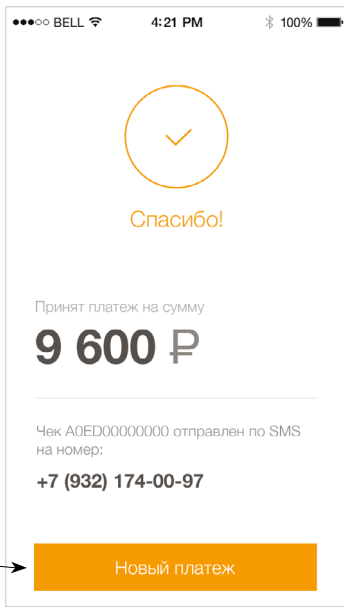 BELL 4:21 PM 100%
Спасибо!
Принят платеж на сумму
9 600 ₽
Чек A0ED00000000 отправлен по SMS
на номер:
+7 (932) 174-00-97
Новый платеж